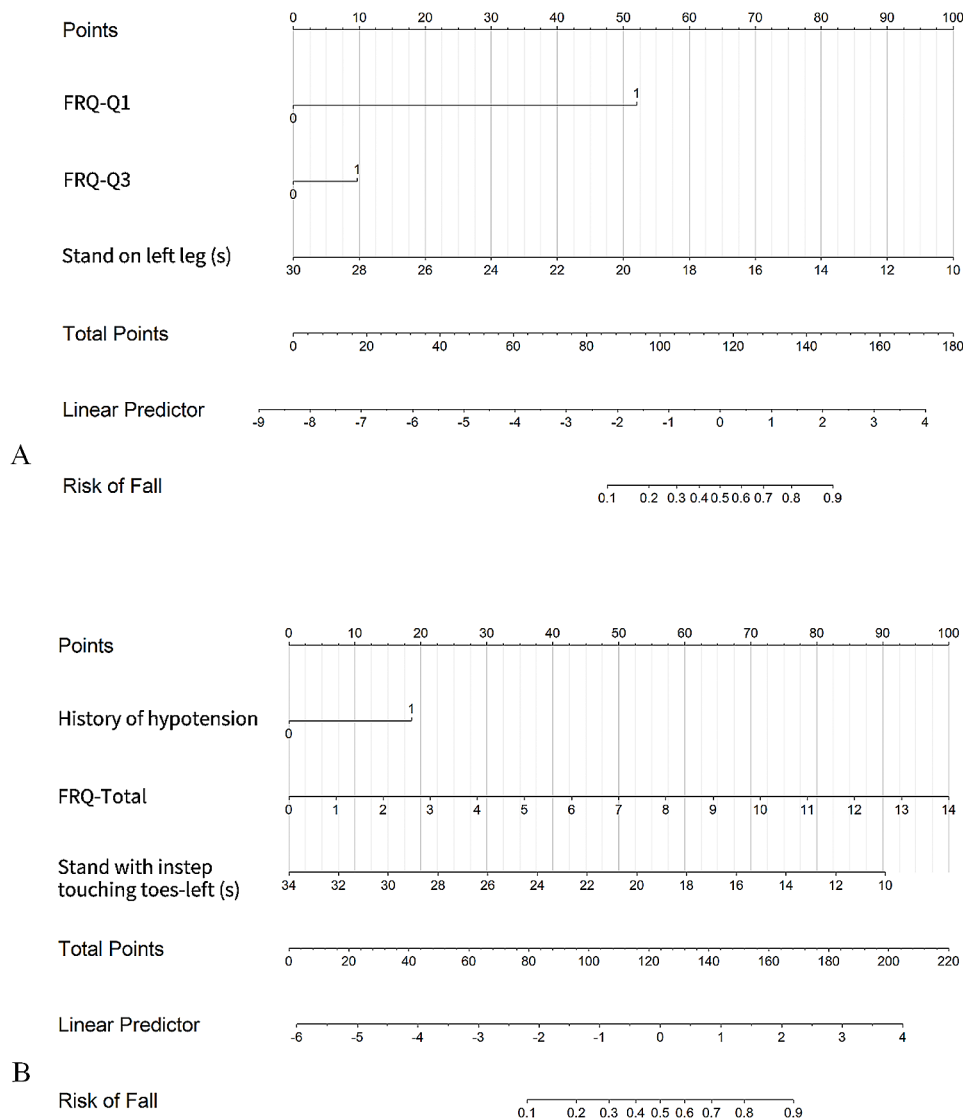 0 10 20 30 40 50 60 70 80 90 100
Points
1
FRQ-Q1
0
1
FRQ-Q3
0
Stand on left leg (s)
30 28 26 24 22 20 18 16 14 12 10
Total Points
0 20 40 60 80 100 120 140 160 180
Linear Predictor
-9 -8 -7 -6 -5 -4 -3 -2 -1 0 1 2 3 4
A
Risk of Fall
0.1 0.2 0.3 0.4 0.5 0.6 0.7 0.8 0.9
0 10 20 30 40 50 60 70 80 90 100
Points
1
History of hypotension
0
FRQ-Total
0 1 2 3 4 5 6 7 8 9 10 11 12 13 14
Stand with instep
touching toes-left (s)
34 32 30 28 26 24 22 20 18 16 14 12 10
Total Points
0 20 40 60 80 100 120 140 160 180 200 220
Linear Predictor
-6 -5 -4 -3 -2 -1 0 1 2 3 4
B
Risk of Fall
0.1 0.2 0.3 0.4 0.5 0.6 0.7 0.8 0.9